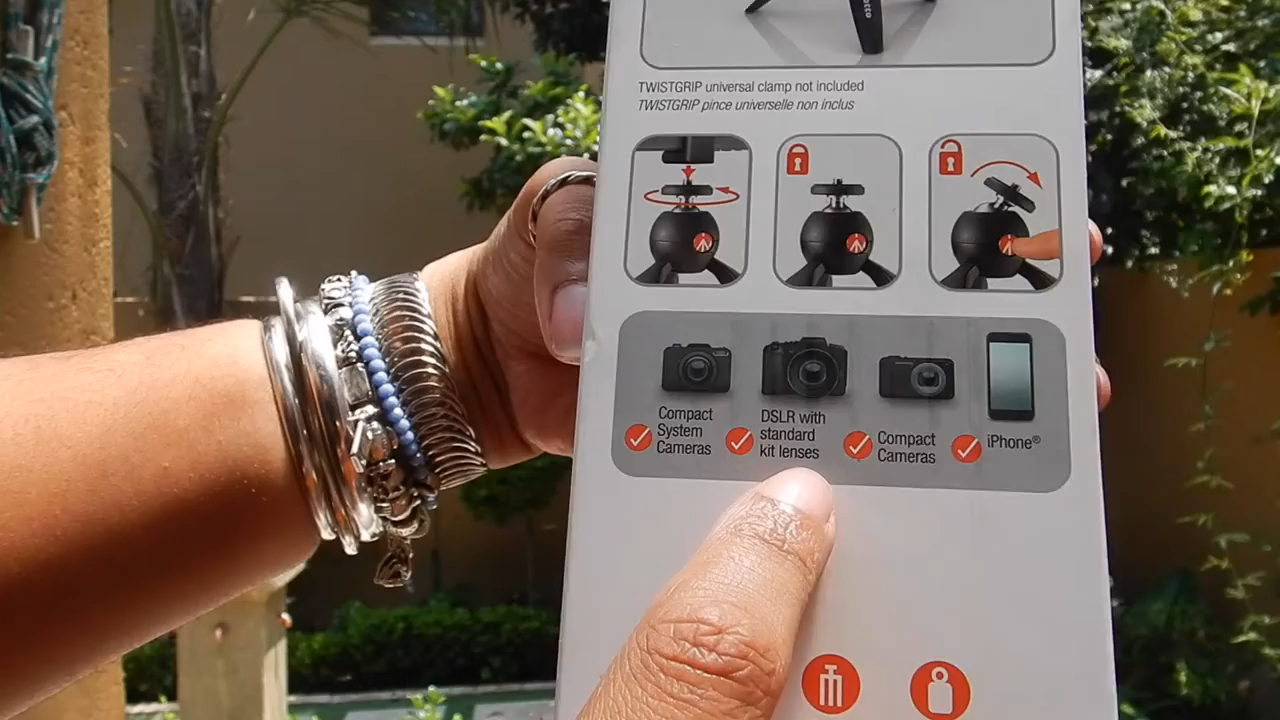 TWISTGRIP universal clamp not included
TWISTGRIP pince universelle non inclus
Compact
System
Cameras
DSLR with
standard
kit lenses
Compact
Cameras
iPhone®